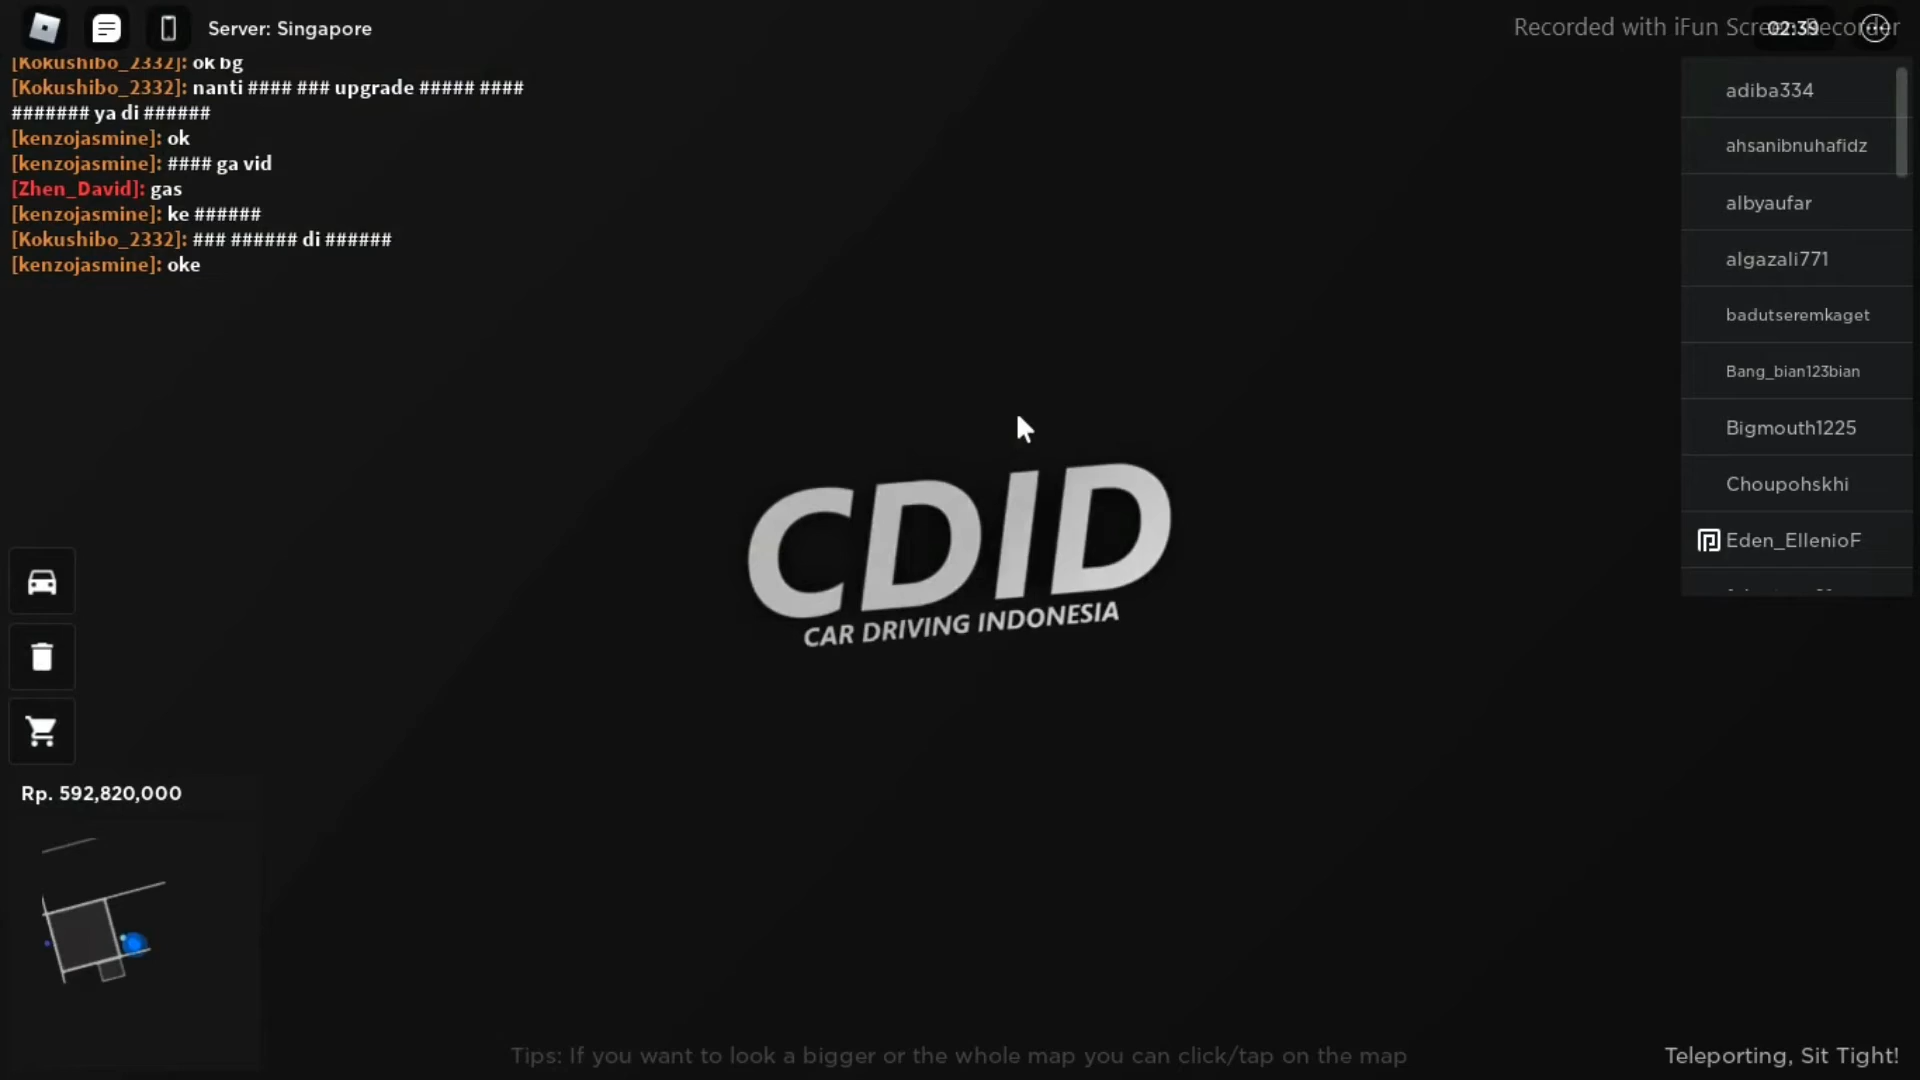 Server: Singapore
Recorded with iFun Screen Recorder
02:39
[Kokushibo_2332]: ok bg
[Kokushibo_2332]: nanti #### ### upgrade ##### ####
####### ya di ######
[kenzojasmine]: ok
[kenzojasmine]: #### ga vid
[Zhen_David]: gas
[kenzojasmine]: ke ######
[Kokushibo_2332]: ### ###### di ######
[kenzojasmine]: oke
adiba334
ahsanibnuhafidz
albyaufar
algazali771
badutseremkaget
Bang_bian123bian
Bigmouth1225
Choupohskhi
Eden_EllenioF
CDID
CAR DRIVING INDONESIA
Rp. 592,820,000
Tips: If you want to look a bigger or the whole map you can click/tap on the map
Teleporting, Sit Tight!